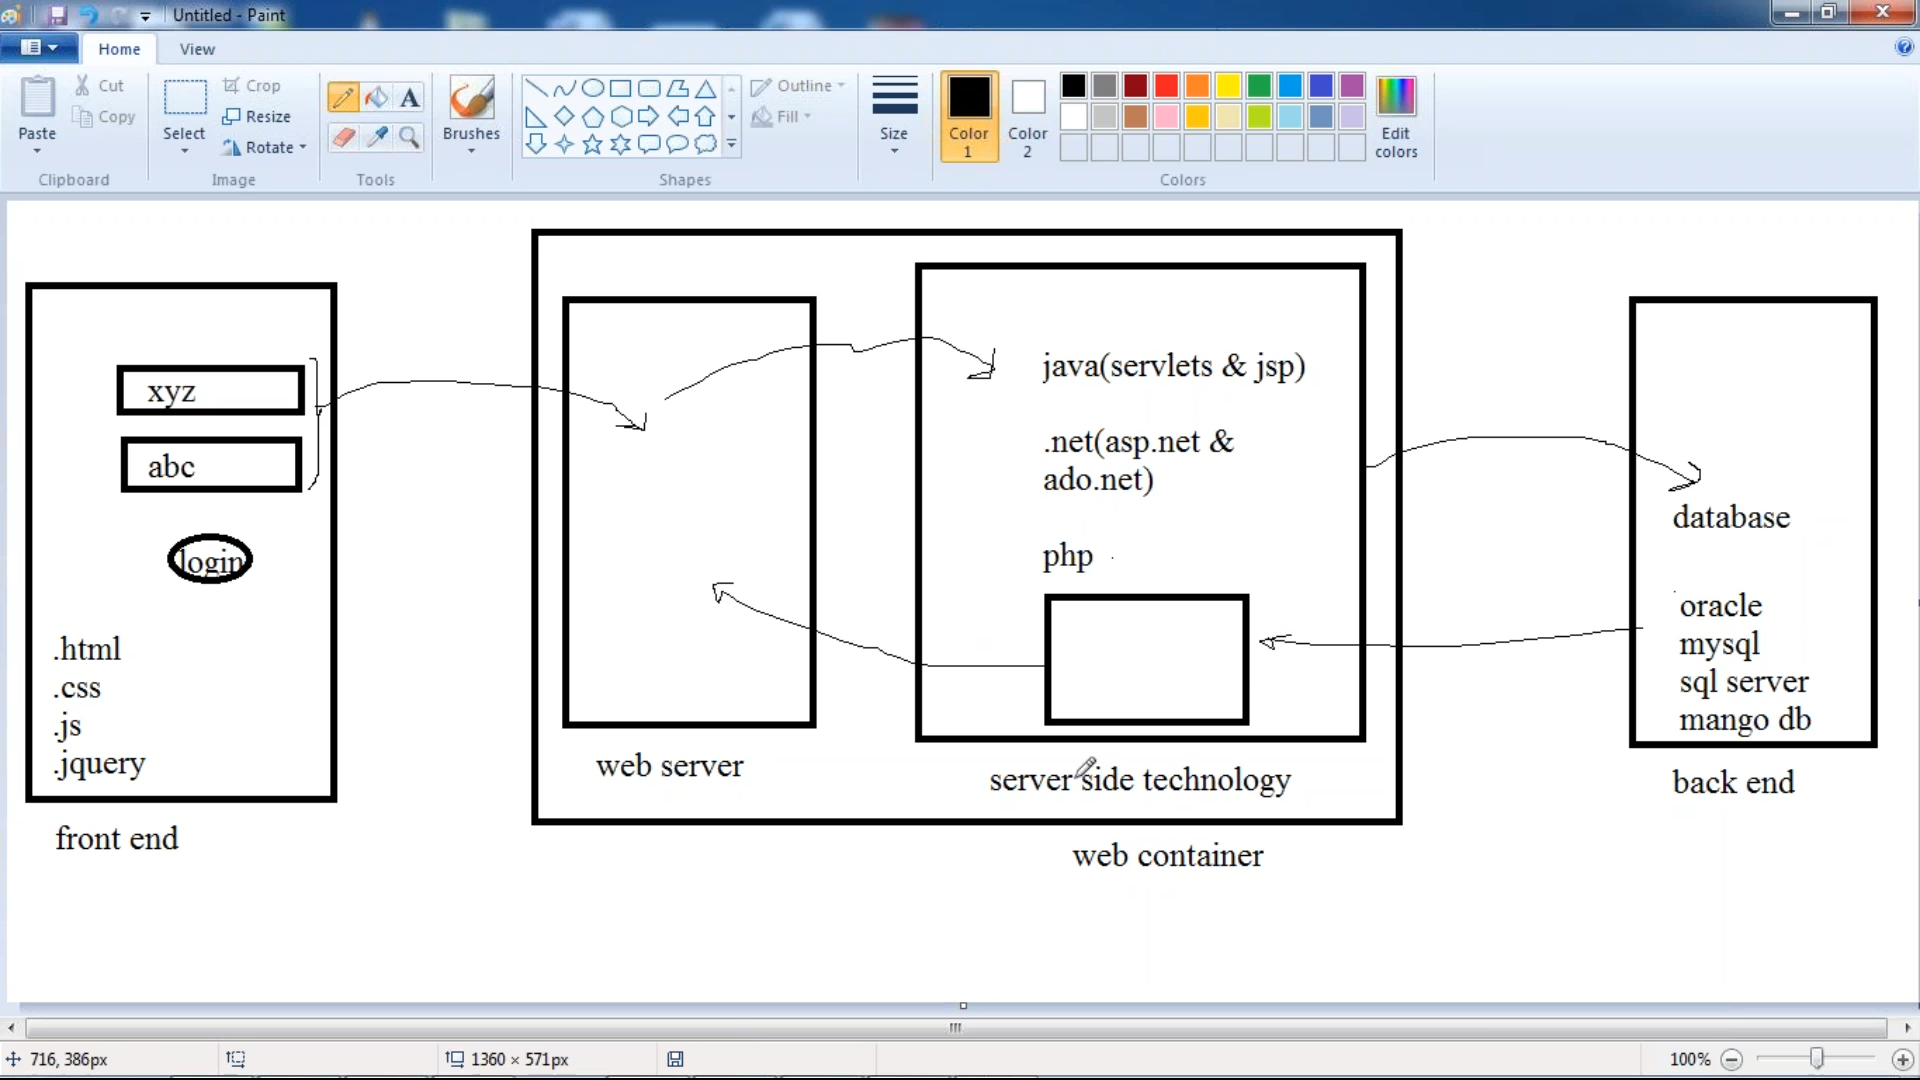 Untitled - Paint
Home
View
Paste
Cut
Copy
Clipboard
Select
Crop
Resize
Rotate
Image
A
Tools
Brushes
Shapes
Outline
Fill
Size
Color
1
Color
2
Edit
colors
Colors
xyz
abc
login
.html
.css
.js
.jquery
front end
web server
java(servlets & jsp)
.net(asp.net &
ado.net)
php
server side technology
web container
database
oracle
mysql
sql server
mango db
back end
716, 386px
1360 × 571px
100%